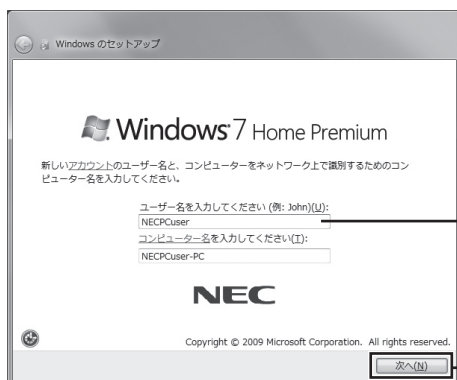 Windows のセットアップ
Windows 7 Home Premium
新しいアカウントのユーザー名と、コンピューターをネットワーク上で識別するためのコン
ピューター名を入力してください。
ユーザー名を入力してください (例: John)(U):
NECPCuser
コンピューター名を入力してください(T):
NECPCuser-PC
NEC
Copyright © 2009 Microsoft Corporation. All rights reserved.
次へ(N)